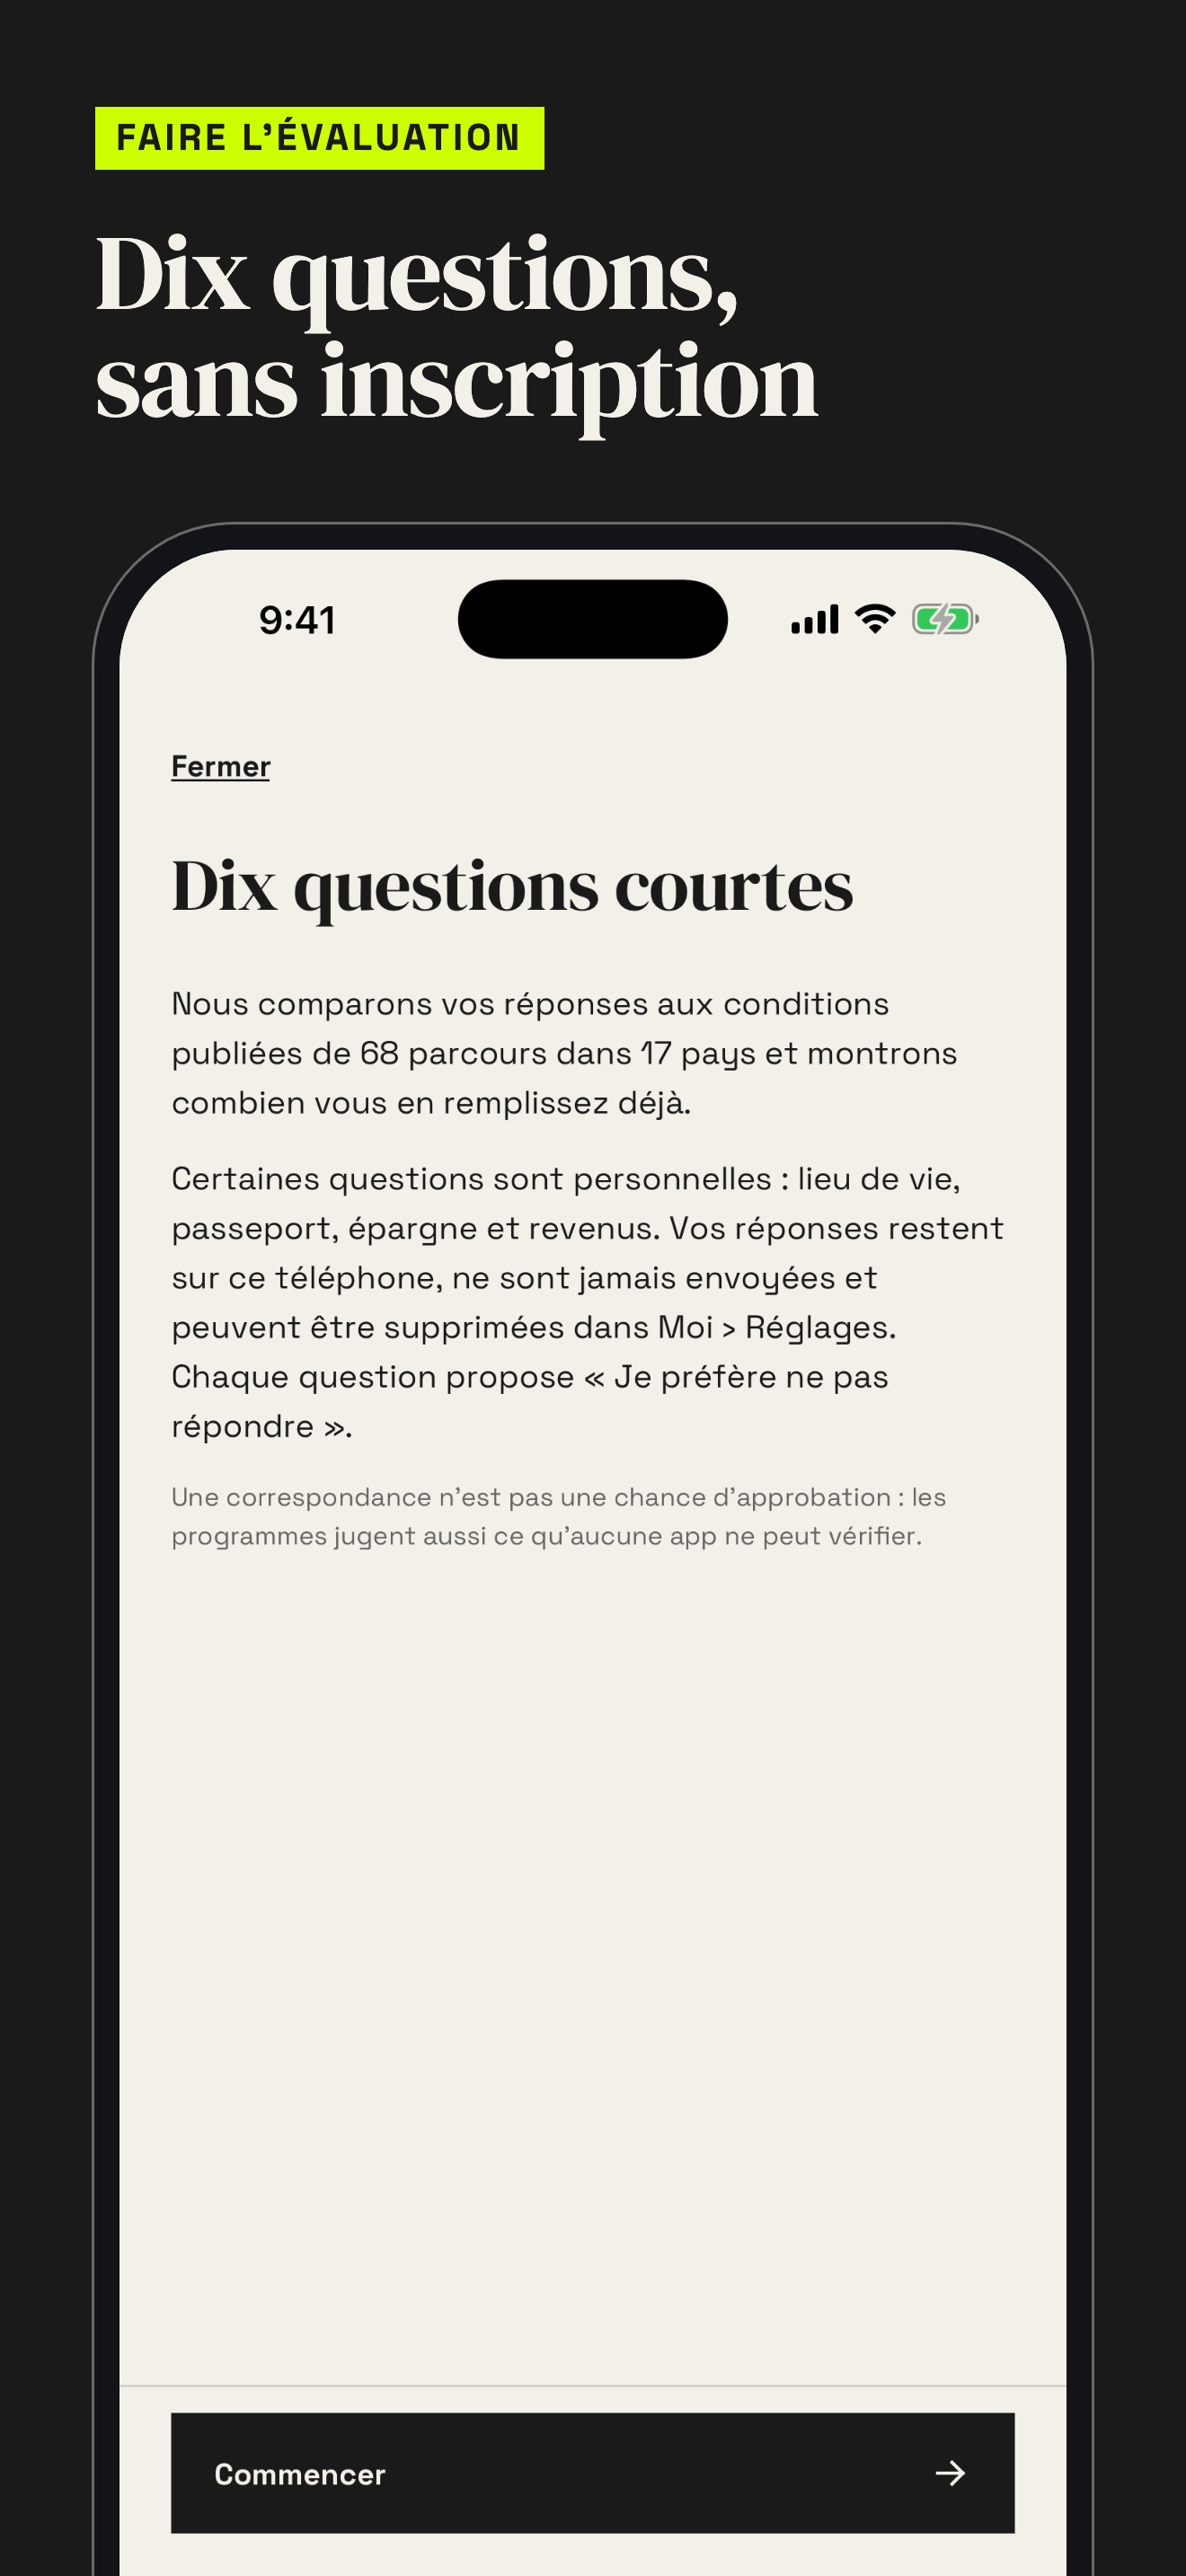 FAIRE L’ÉVALUATION
Dix questions,
sans inscription
9:41
Fermer
Dix questions courtes
Nous comparons vos réponses aux conditions
publiées de 68 parcours dans 17 pays et montrons
combien vous en remplissez déjà.
Certaines questions sont personnelles : lieu de vie,
passeport, épargne et revenus. Vos réponses restent
sur ce téléphone, ne sont jamais envoyées et
peuvent être supprimées dans Moi > Réglages.
Chaque question propose « Je préfère ne pas
répondre ».
Une correspondance n’est pas une chance d’approbation : les
programmes jugent aussi ce qu’aucune app ne peut vérifier.
Commencer